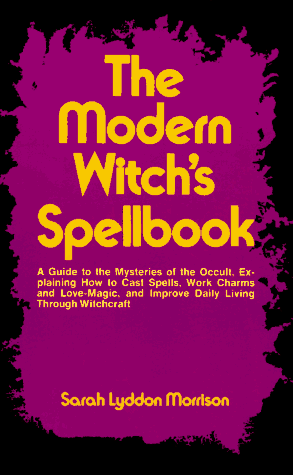 The
Modern
Witch's
Spellbook
A Guide to the Mysteries of the Occult, Ex-
plaining How to Cast Spells, Work Charms
and Love-Magic, and Improve Daily Living
Through Witchcraft
Sarah Lyddon Morrison